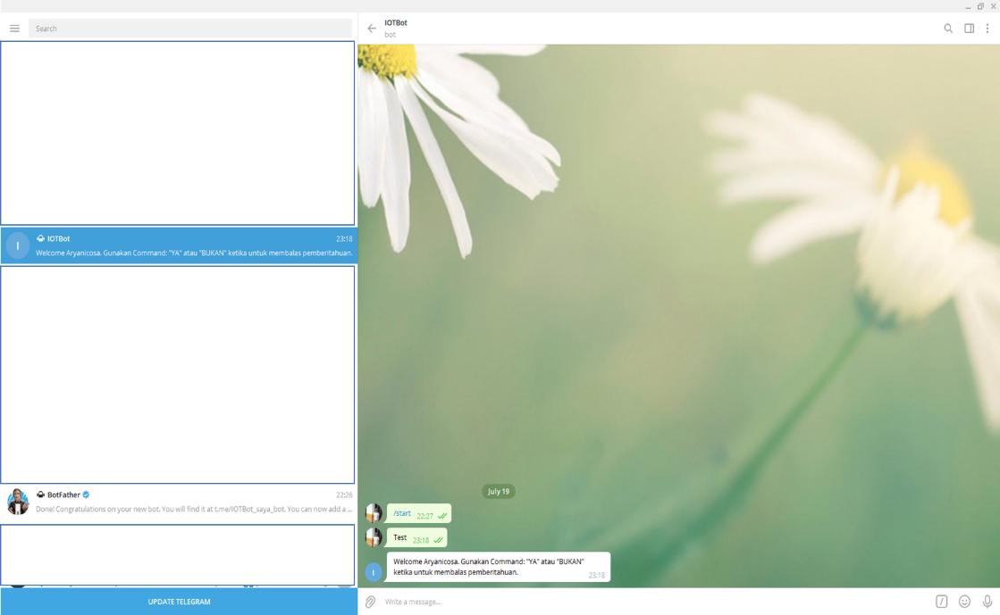 Search
IOTBot
bot
I
IOTBot
23:18
Welcome Aryanicosa. Gunakan Command: "YA" atau "BUKAN" ketika untuk membalas pemberitahuan.
BotFather
22:26
Done! Congratulations on your new bot. You will find it at t.me/IOTBot_saya_bot. You can now add a ...
UPDATE TELEGRAM
July 19
/start 22:27
Test 23:18
I
Welcome Aryanicosa. Gunakan Command: "YA" atau "BUKAN"
ketika untuk membalas pemberitahuan. 23:18
Write a message...